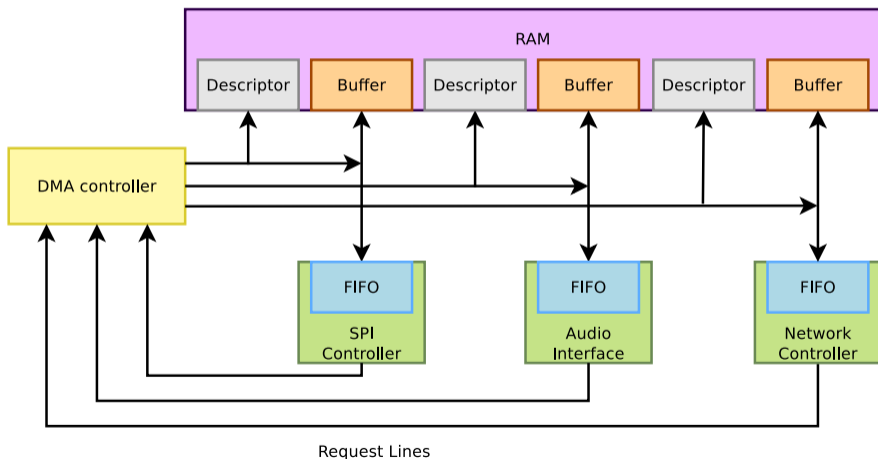 RAM
Descriptor
Buffer
Descriptor
Buffer
Descriptor
Buffer
DMA controller
FIFO
FIFO
FIFO
SPI
Controller
Audio
Interface
Network
Controller
Request Lines